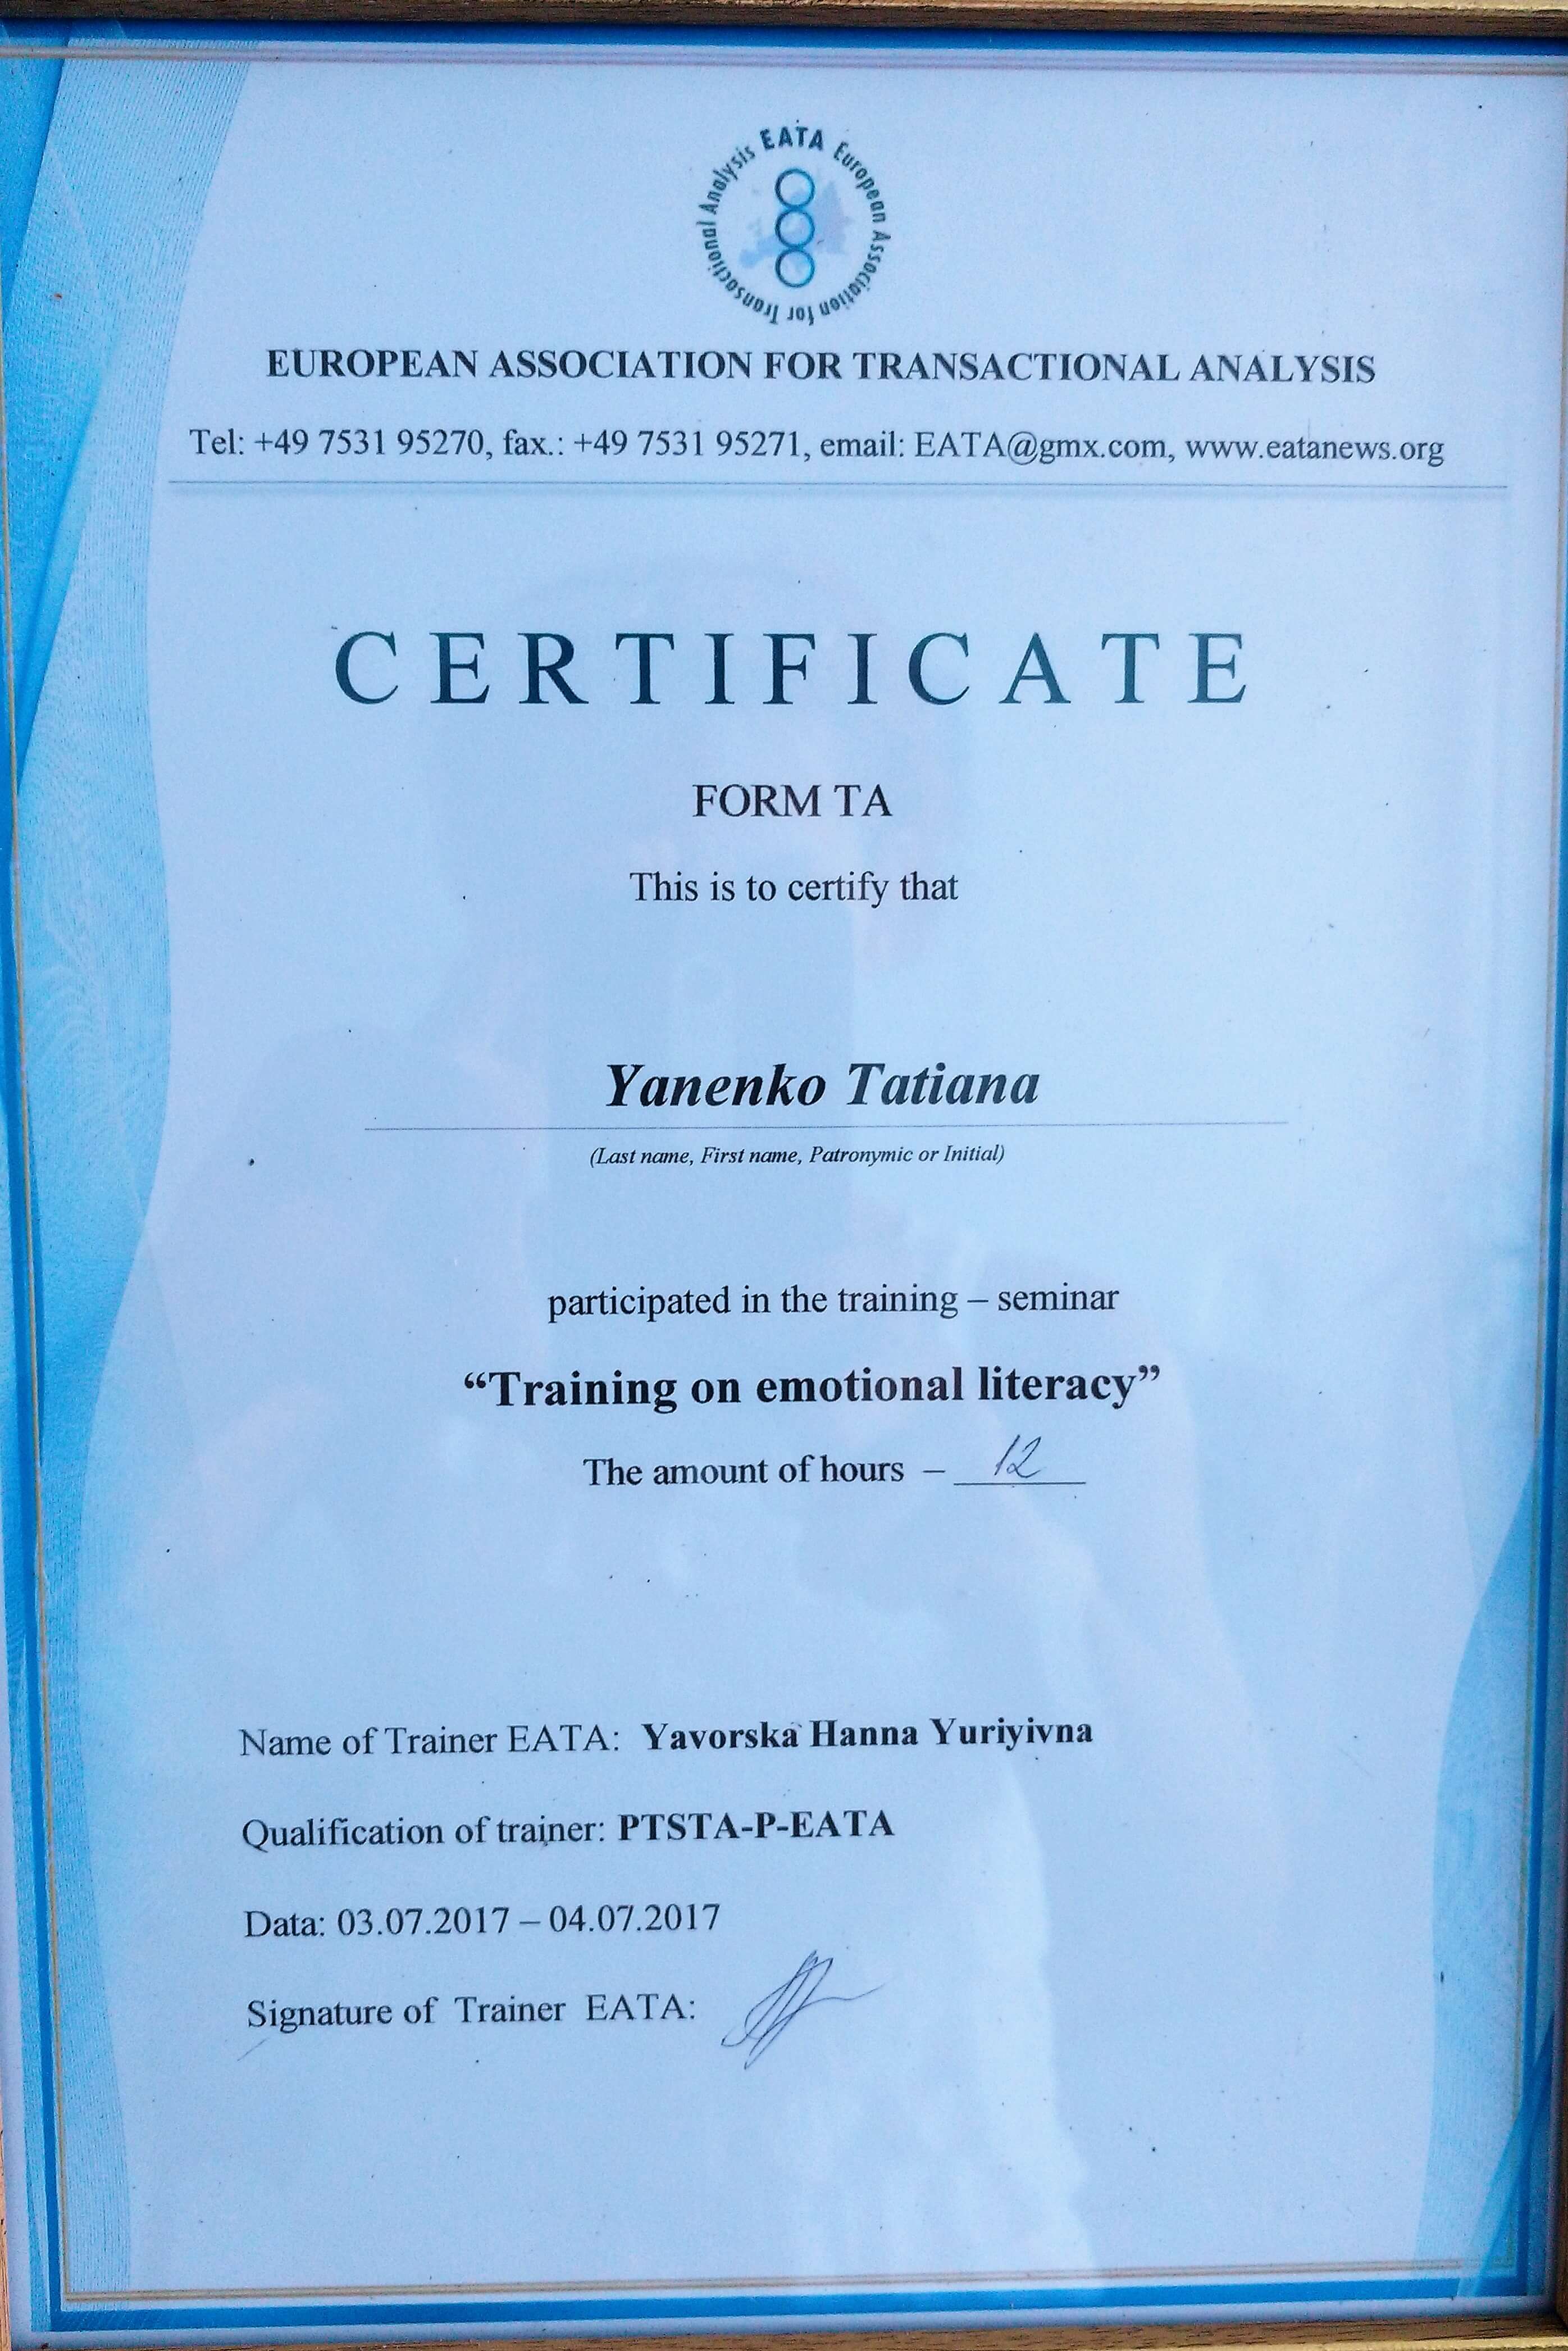 EATA European Association for Transactional Analysis
EUROPEAN ASSOCIATION FOR TRANSACTIONAL ANALYSIS
Tel: +49 7531 95270, fax.: +49 7531 95271, email: EATA@gmx.com, www.eatanews.org
CERTIFICATE
FORM TA
This is to certify that
Yanenko Tatiana
(Last name, First name, Patronymic or Initial)
participated in the training – seminar
“Training on emotional literacy”
The amount of hours – 12
Name of Trainer EATA: Yavorska Hanna Yuriyivna
Qualification of trainer: PTSTA-P-EATA
Data: 03.07.2017 – 04.07.2017
Signature of Trainer EATA: